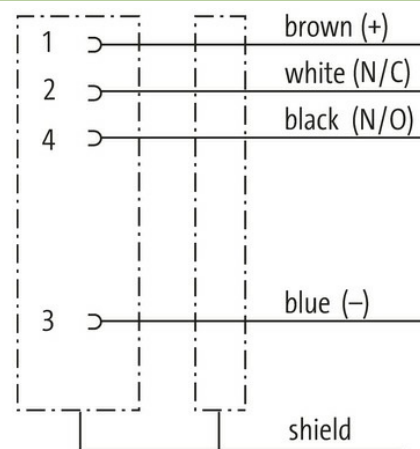 1 brown (+)
2 white (N/C)
4 black (N/O)
3 blue (–)
shield